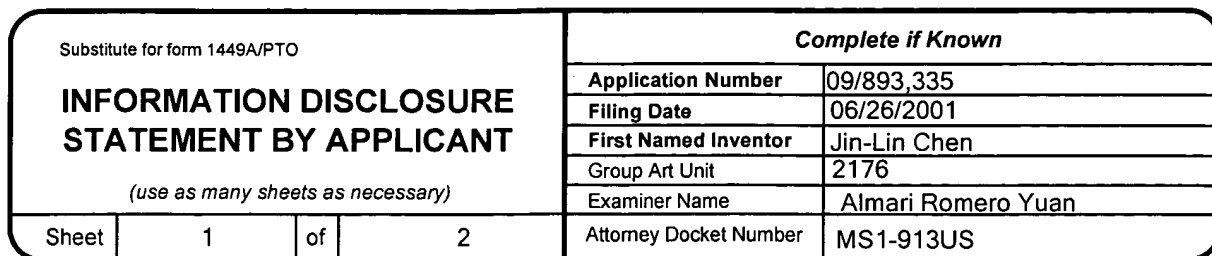 Substitute for form 1449A/PTO
INFORMATION DISCLOSURE
STATEMENT BY APPLICANT
(use as many sheets as necessary)
Sheet 1 of 2
Complete if Known
Application Number 09/893,335
Filing Date 06/26/2001
First Named Inventor Jin-Lin Chen
Group Art Unit 2176
Examiner Name Almari Romero Yuan
Attorney Docket Number MS1-913US